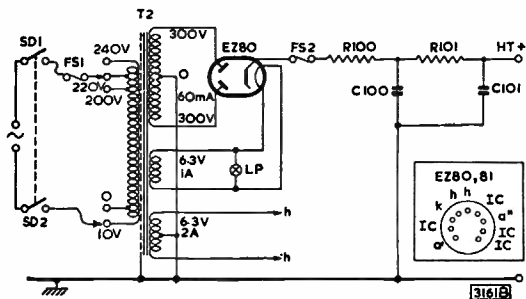 T2
SD1
240V
300V
EZ80
FS2
R100
R101
HT+
FS1
220V
200V
O
60mA
300V
C100
C101
6·3V
1A
LP
EZ80,81
h
h
IC
k
a"
IC
IC
a'
IC
O
SD2
10V
6·3V
2A
h
h
3161B